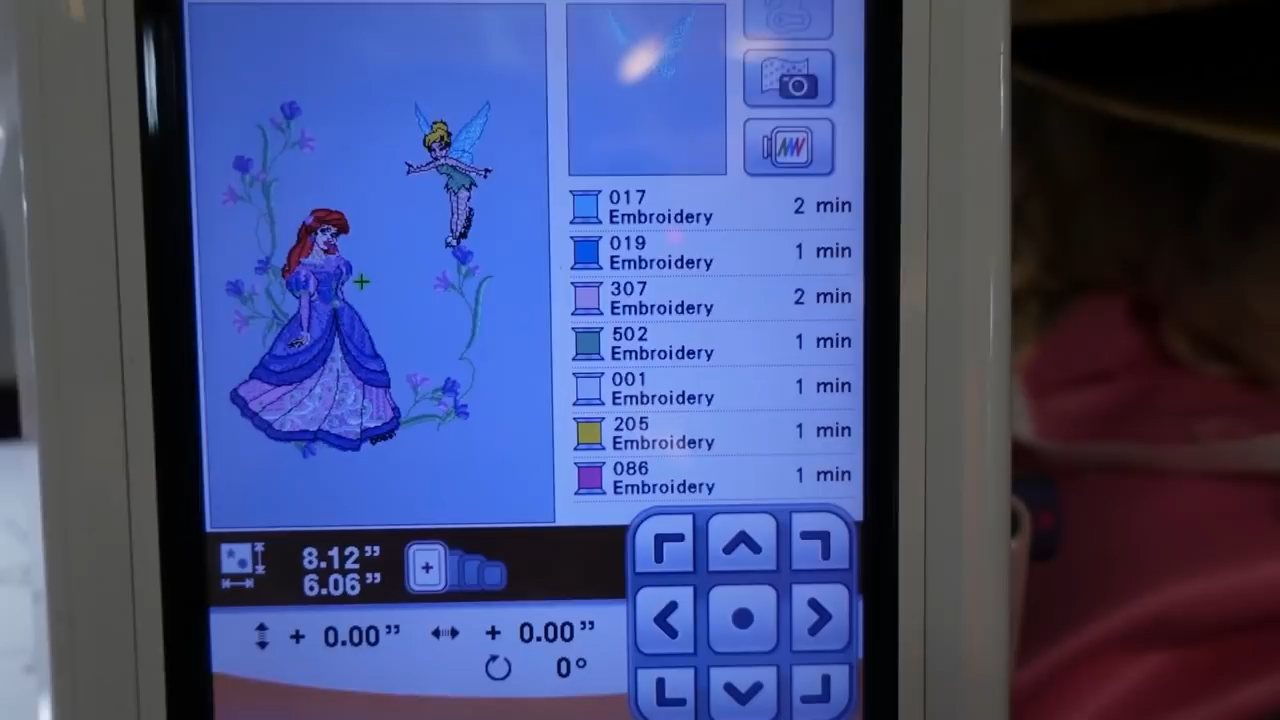 017
Embroidery
2 min
019
Embroidery
1 min
307
Embroidery
2 min
502
Embroidery
1 min
001
Embroidery
1 min
205
Embroidery
1 min
086
Embroidery
1 min
8.12”
6.06”
+ 0.00” + 0.00”
0°